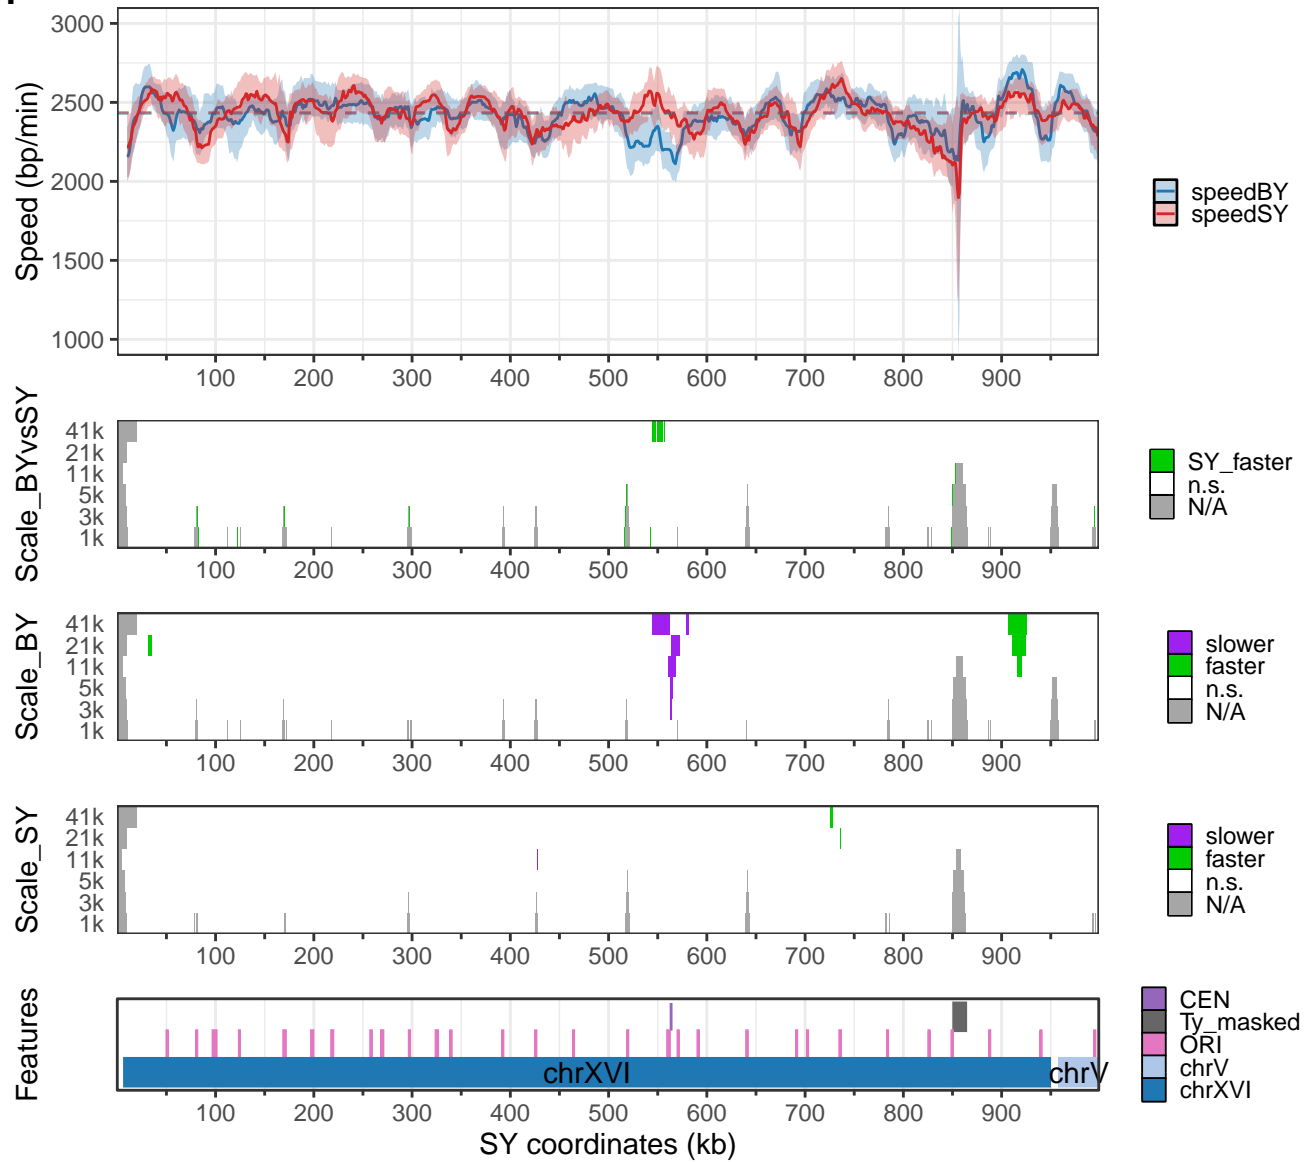 3000
2500
2000
1500
1000
Speed (bp/min)
100 200 300 400 500 600 700 800 900
speedBY
speedSY
Scale_BYvsSY
41k
21k
11k
5k
3k
1k
100 200 300 400 500 600 700 800 900
SY_faster
n.s.
N/A
Scale_BY
41k
21k
11k
5k
3k
1k
100 200 300 400 500 600 700 800 900
slower
faster
n.s.
N/A
Scale_SY
41k
21k
11k
5k
3k
1k
100 200 300 400 500 600 700 800 900
slower
faster
n.s.
N/A
Features
chrXVI
chrV
100 200 300 400 500 600 700 800 900
SY coordinates (kb)
CEN
Ty_masked
ORI
chrV
chrXVI